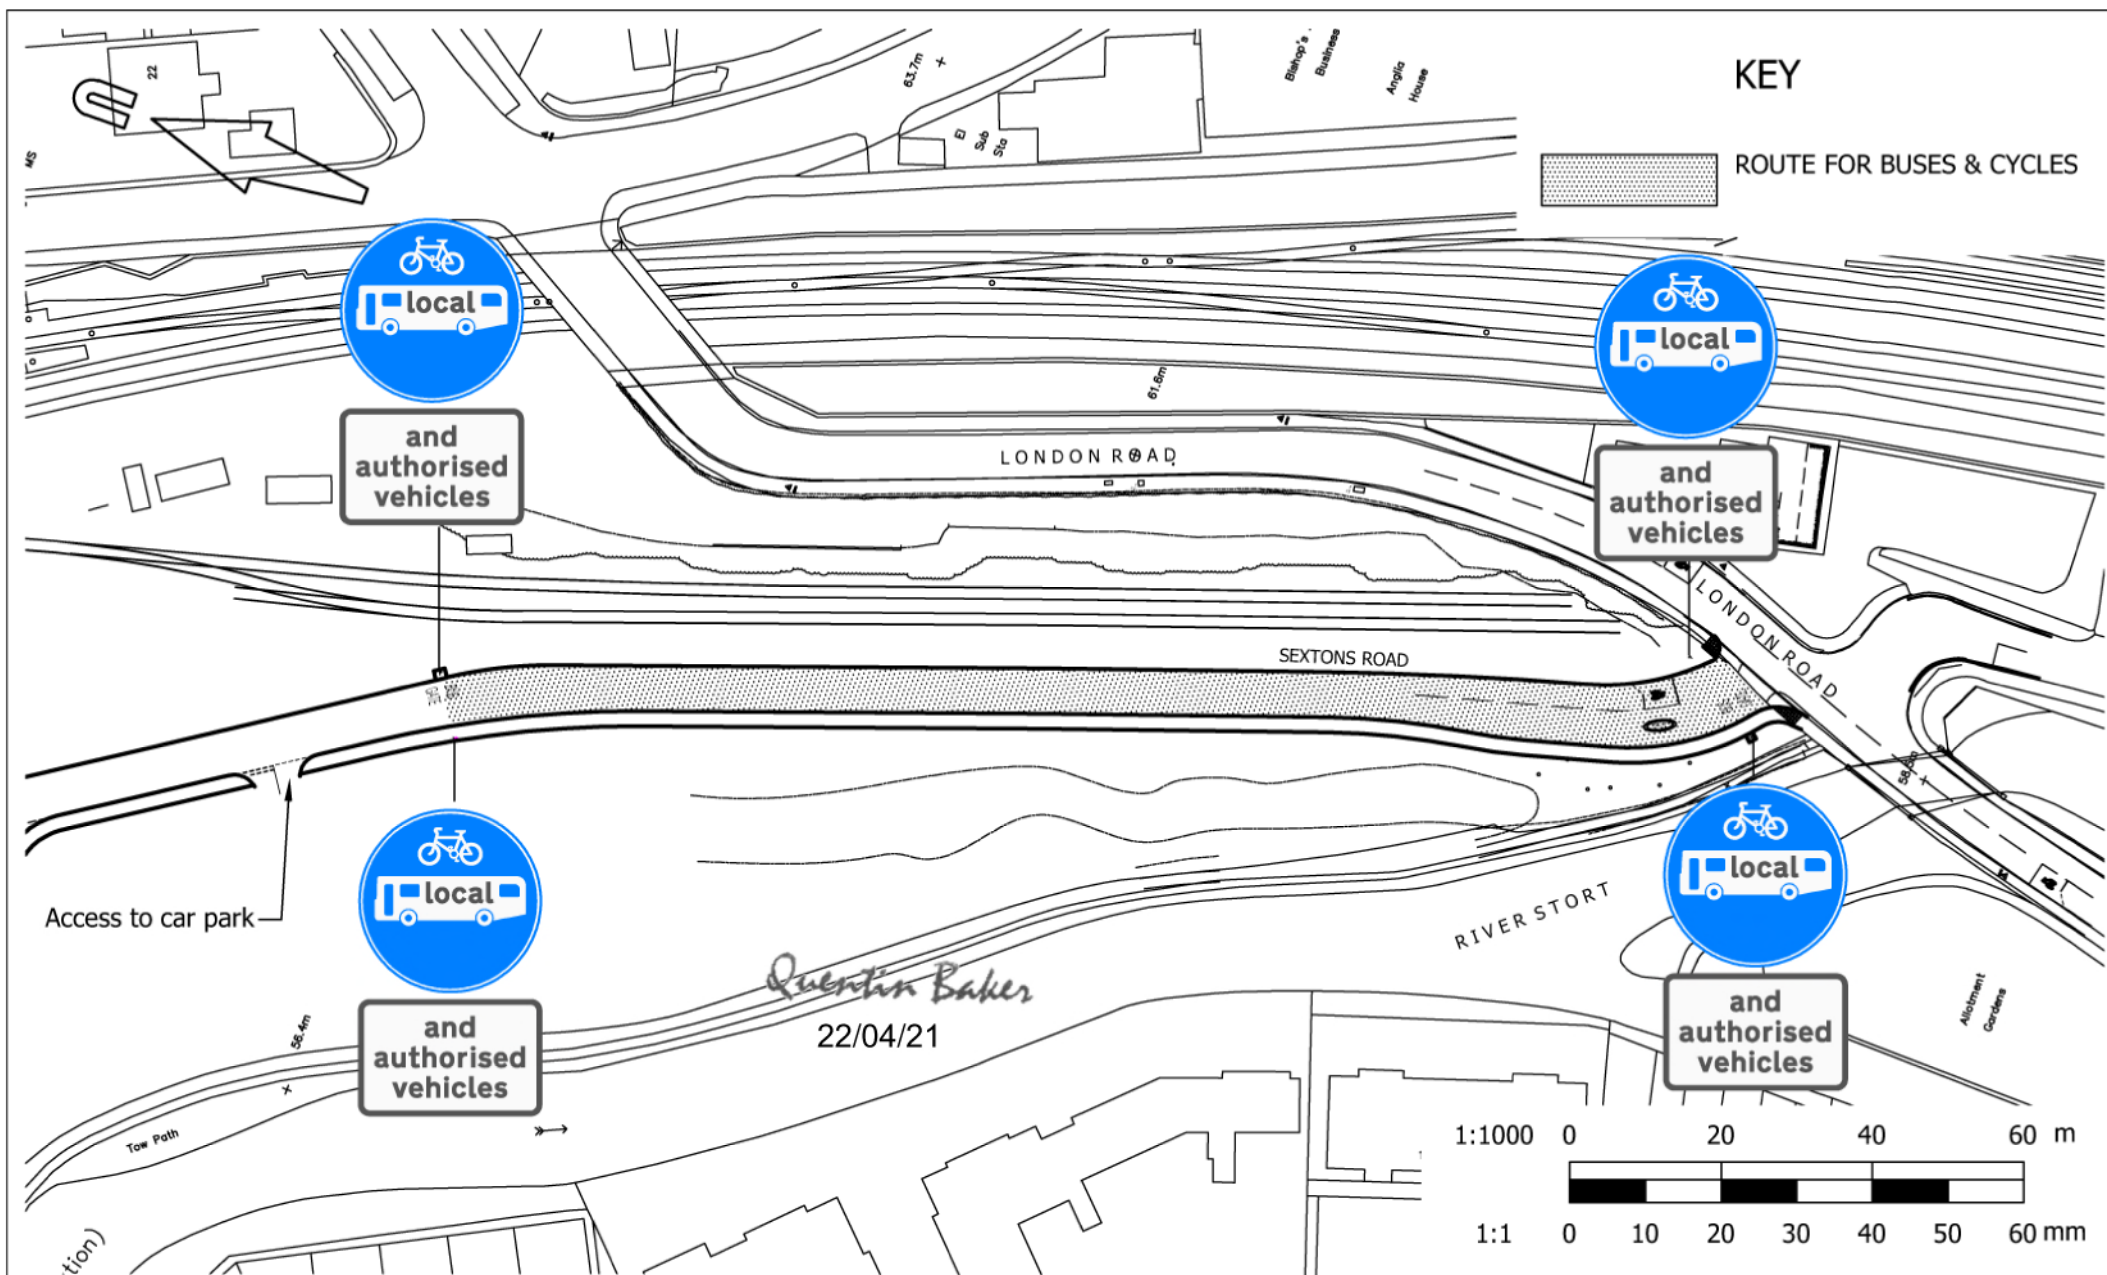 22
MS
63.7m
El
Sub
Sta
Bishop's
Business
Anglia
House
KEY
ROUTE FOR BUSES & CYCLES
local
and
authorised
vehicles
local
and
authorised
vehicles
61.6m
LONDON ROAD
LONDON ROAD
SEXTONS ROAD
Access to car park
local
and
authorised
vehicles
local
and
authorised
vehicles
RIVER STORT
Quentin Baker
22/04/21
56.4m
Tow Path
Allotment
Gardens
tion)
1:1000 0 20 40 60 m
1:1 0 10 20 30 40 50 60 mm